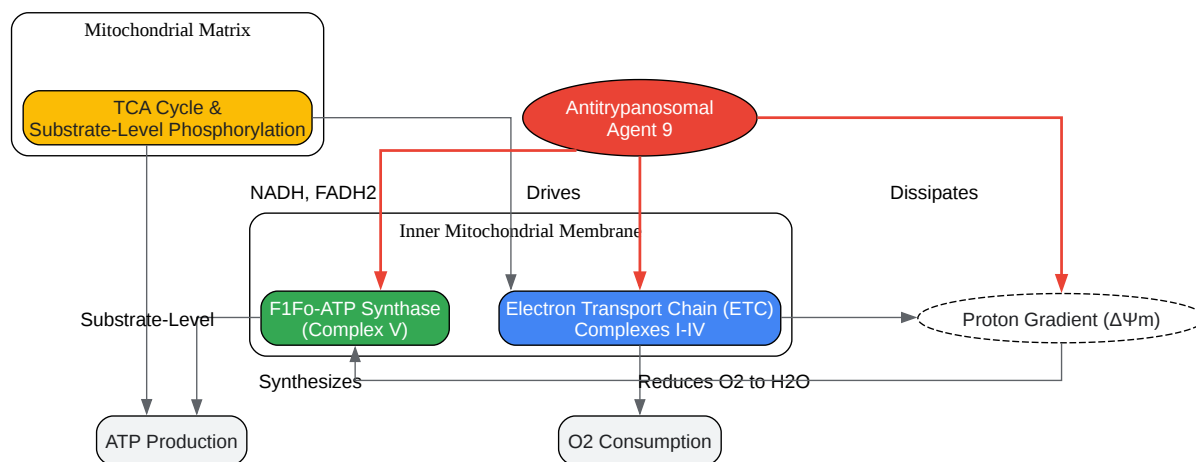 Mitochondrial Matrix
TCA Cycle &
Substrate-Level Phosphorylation
Antitrypanosomal
Agent 9
NADH, FADH2
Drives
Dissipates
Inner Mitochondrial Membrane
F1Fo-ATP Synthase
(Complex V)
Electron Transport Chain (ETC)
Complexes I-IV
Proton Gradient (ΔΨm)
Substrate-Level
Synthesizes
Reduces O2 to H2O
ATP Production
O2 Consumption